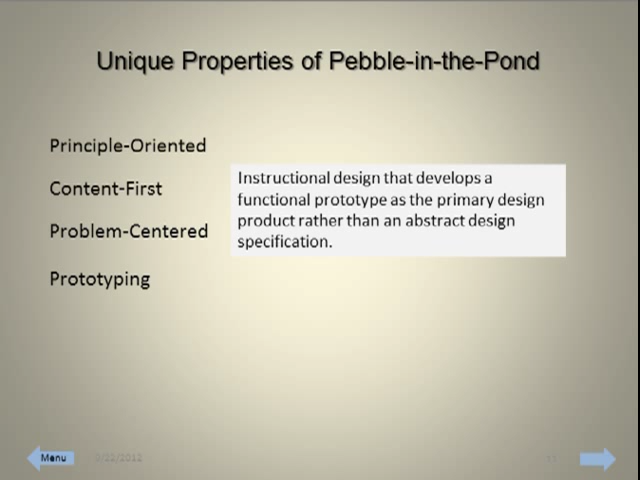 Unique Properties of Pebble-in-the-Pond
Principle-Oriented
Content-First
Problem-Centered
Prototyping
Instructional design that develops a
functional prototype as the primary design
product rather than an abstract design
specification.
Menu